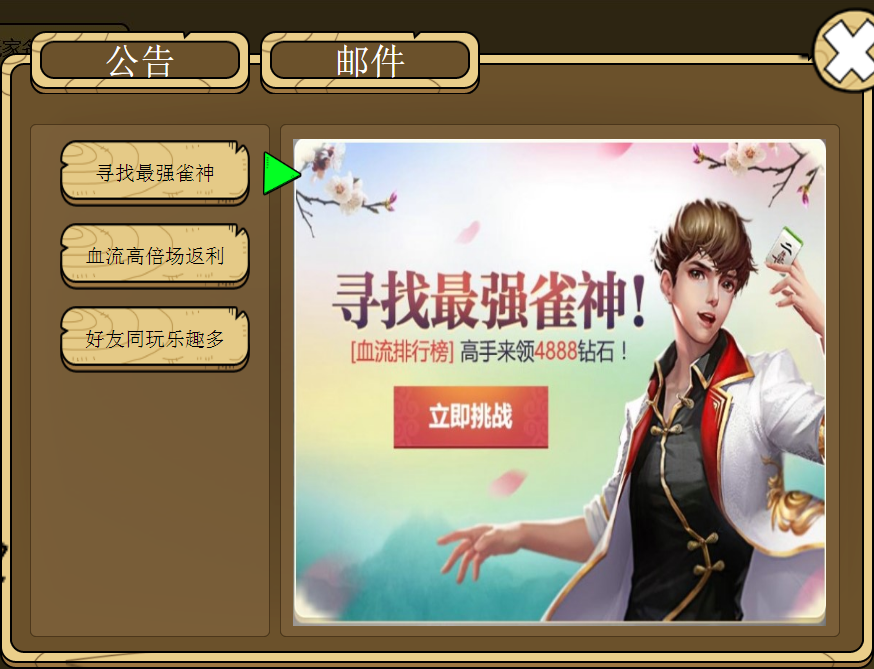 公告
邮件
寻找最强雀神
血流高倍场返利
好友同玩乐趣多
寻找最强雀神!
[血流排行榜] 高手来领4888钻石！
立即挑战
二萬